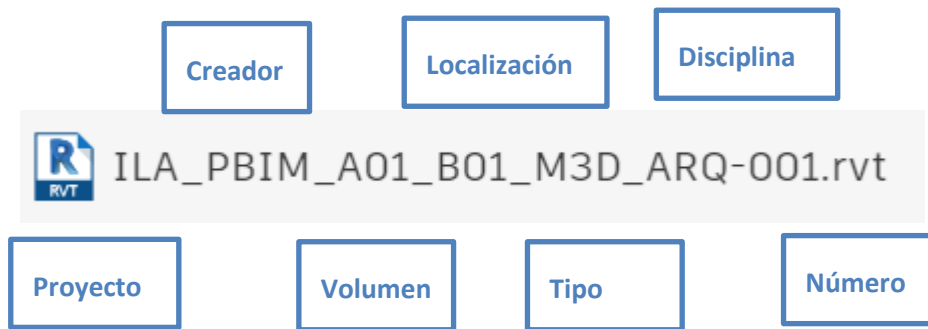 Creador
Localización
Disciplina
R
RVT
ILA_PBIM_A01_B01_M3D_ARQ-001.rvt
Proyecto
Volumen
Tipo
Número